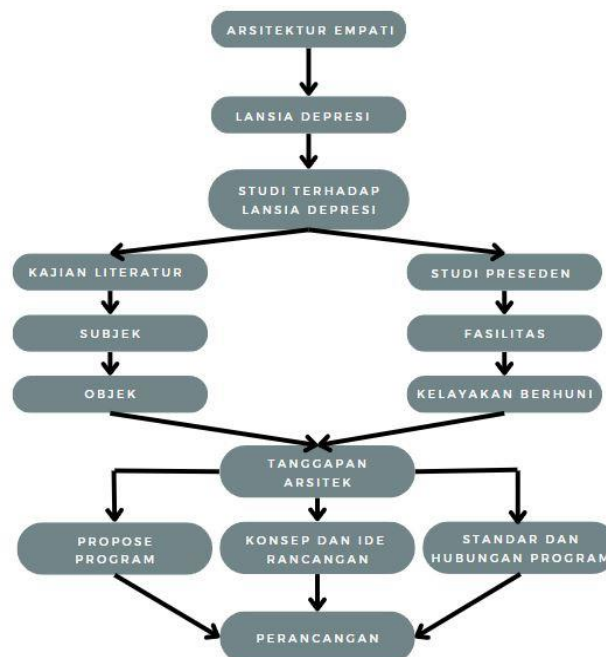 ARSITEKTUR EMPATI
LANSIA DEPRESI
STUDI TERHADAP
LANSIA DEPRESI
KAJIAN LITERATUR
STUDI PRESEDEN
SUBJEK
FASILITAS
OBJEK
KELAYAKAN BERHUNI
TANGGAPAN
ARSITEK
PROPOSE
PROGRAM
KONSEP DAN IDE
RANCANGAN
STANDAR DAN
HUBUNGAN PROGRAM
PERANCANGAN